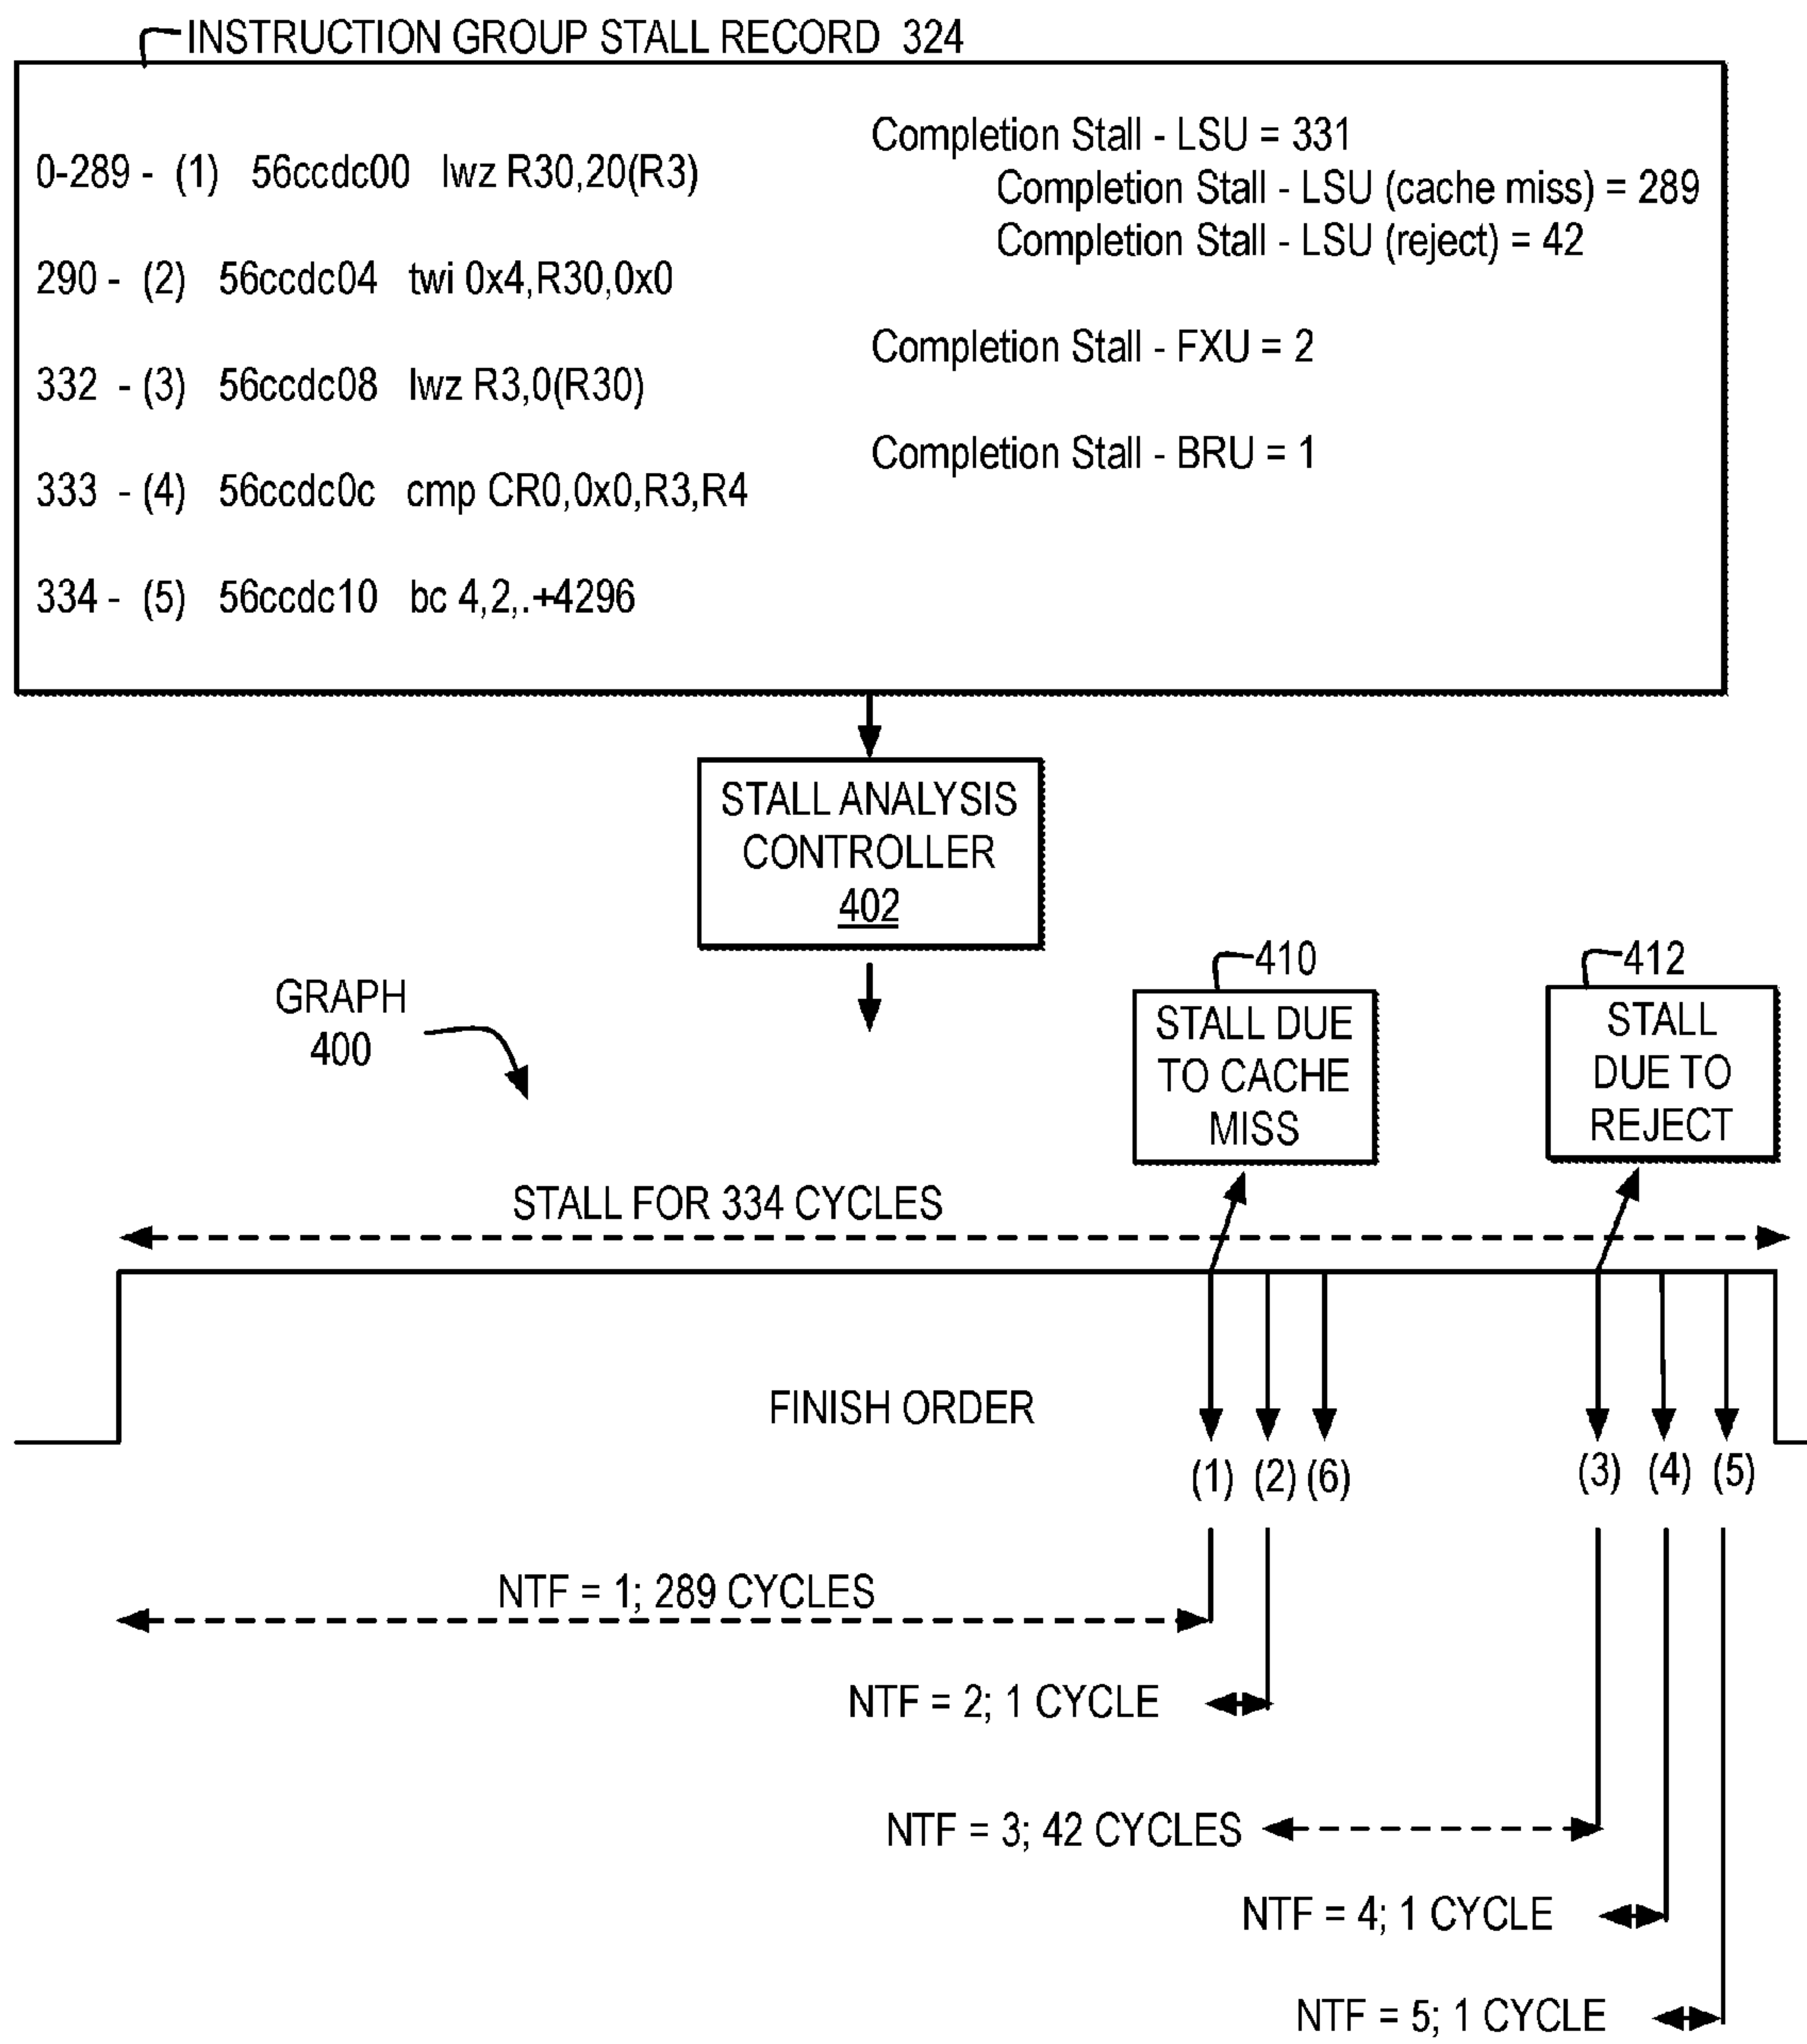 INSTRUCTION GROUP STALL RECORD 324
0-289 - (1) 56ccdc00 lwz R30,20(R3)
290 - (2) 56ccdc04 twi 0x4,R30,0x0
332 - (3) 56ccdc08 lwz R3,0(R30)
333 - (4) 56ccdc0c cmp CR0,0x0,R3,R4
334 - (5) 56ccdc10 bc 4,2,.+4296
Completion Stall - LSU = 331
Completion Stall - LSU (cache miss) = 289
Completion Stall - LSU (reject) = 42
Completion Stall - FXU = 2
Completion Stall - BRU = 1
STALL ANALYSIS
CONTROLLER
402
GRAPH
400
410
STALL DUE
TO CACHE
MISS
412
STALL
DUE TO
REJECT
STALL FOR 334 CYCLES
FINISH ORDER
(1) (2) (6) (3) (4) (5)
NTF = 1; 289 CYCLES
NTF = 2; 1 CYCLE
NTF = 3; 42 CYCLES
NTF = 4; 1 CYCLE
NTF = 5; 1 CYCLE